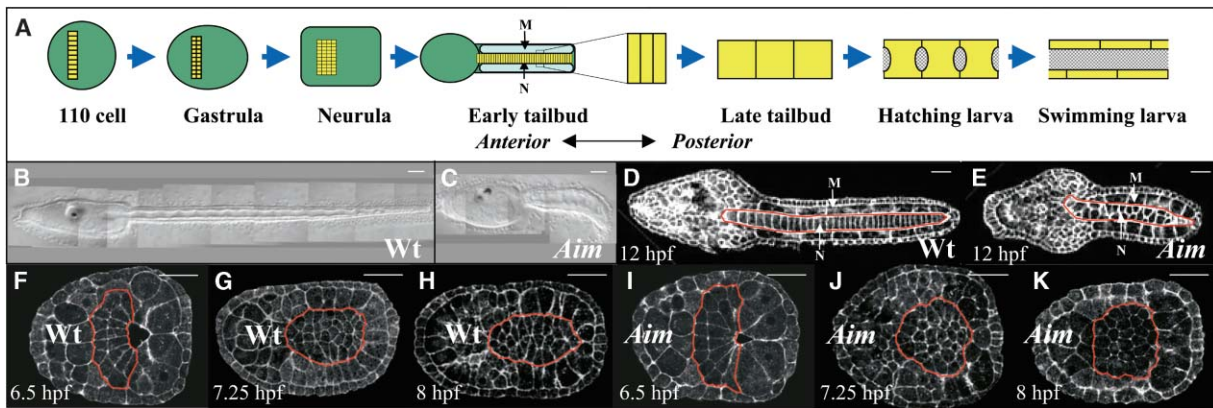 A
M
N
110 cell
Gastrula
Neurula
Early tailbud
Late tailbud
Hatching larva
Swimming larva
Anterior
Posterior
B
Wt
C
Aim
D
M
N
12 hpf
Wt
E
M
N
12 hpf
Aim
F
Wt
6.5 hpf
G
Wt
7.25 hpf
H
Wt
8 hpf
I
Aim
6.5 hpf
J
Aim
7.25 hpf
K
Aim
8 hpf